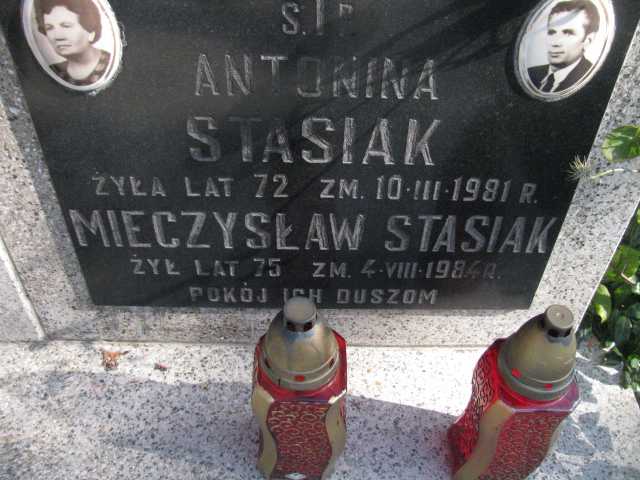 Ś.†P.
ANTONINA
STASIAK
ŻYŁA LAT 72 ZM. 10·III·1981 R.
MIECZYSŁAW STASIAK
ŻYŁ LAT 75 ZM. 4·VIII·1984 R.
POKÓJ ICH DUSZOM